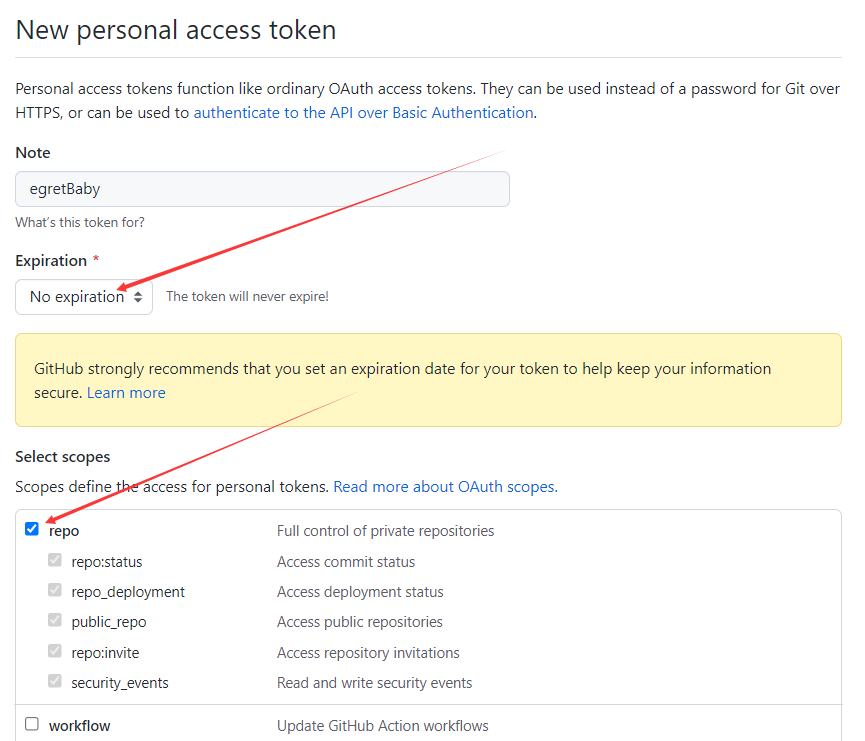 New personal access token
Personal access tokens function like ordinary OAuth access tokens. They can be used instead of a password for Git over
HTTPS, or can be used to authenticate to the API over Basic Authentication.
Note
egretBaby
What's this token for?
Expiration *
No expiration The token will never expire!
GitHub strongly recommends that you set an expiration date for your token to help keep your information
secure. Learn more
Select scopes
Scopes define the access for personal tokens. Read more about OAuth scopes.
repo Full control of private repositories
repo:status Access commit status
repo_deployment Access deployment status
public_repo Access public repositories
repo:invite Access repository invitations
security_events Read and write security events
workflow Update GitHub Action workflows